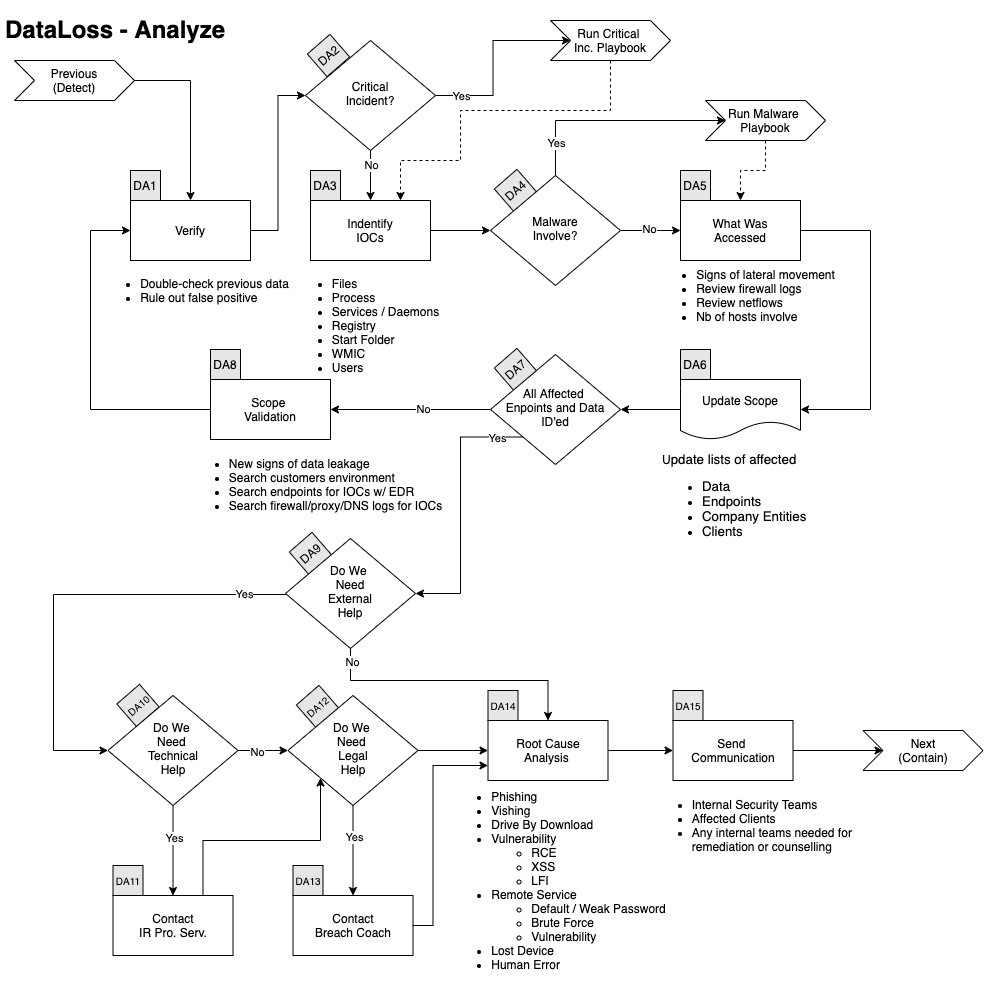 DataLoss - Analyze
Previous
(Detect)
DA2
Critical
Incident?
Yes
No
Run Critical
Inc. Playbook
Run Malware
Playbook
DA1
Verify
• Double-check previous data
• Rule out false positive
DA3
Indentify
IOCs
• Files
• Process
• Services / Daemons
• Registry
• Start Folder
• WMIC
• Users
DA4
Malware
Involve?
Yes
No
DA5
What Was
Accessed
• Signs of lateral movement
• Review firewall logs
• Review netflows
• Nb of hosts involve
DA6
Update Scope
Update lists of affected
• Data
• Endpoints
• Company Entities
• Clients
DA7
All Affected
Enpoints and Data
ID'ed
No
Yes
DA8
Scope
Validation
• New signs of data leakage
• Search customers environment
• Search endpoints for IOCs w/ EDR
• Search firewall/proxy/DNS logs for IOCs
DA9
Do We
Need
External
Help
Yes
No
DA10
Do We
Need
Technical
Help
No
Yes
DA11
Contact
IR Pro. Serv.
DA12
Do We
Need
Legal
Help
Yes
DA13
Contact
Breach Coach
DA14
Root Cause
Analysis
• Phishing
• Vishing
• Drive By Download
• Vulnerability
◦ RCE
◦ XSS
◦ LFI
• Remote Service
◦ Default / Weak Password
◦ Brute Force
◦ Vulnerability
• Lost Device
• Human Error
DA15
Send
Communication
• Internal Security Teams
• Affected Clients
• Any internal teams needed for
remediation or counselling
Next
(Contain)